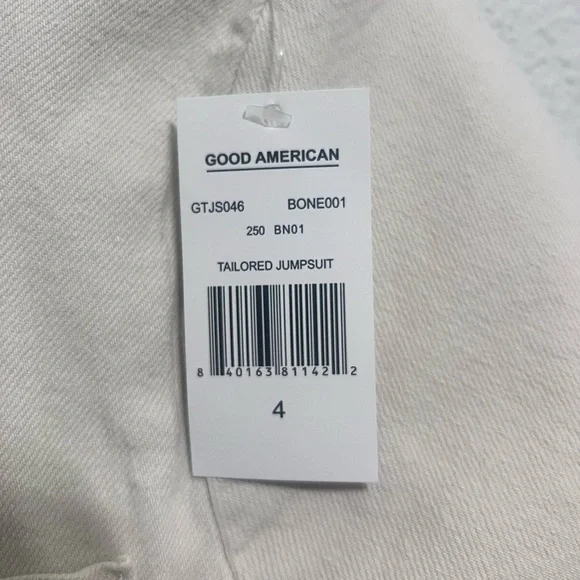 GOOD AMERICAN
GTJS046 BONE001
250 BN01
TAILORED JUMPSUIT
8 40163 81142 2
4